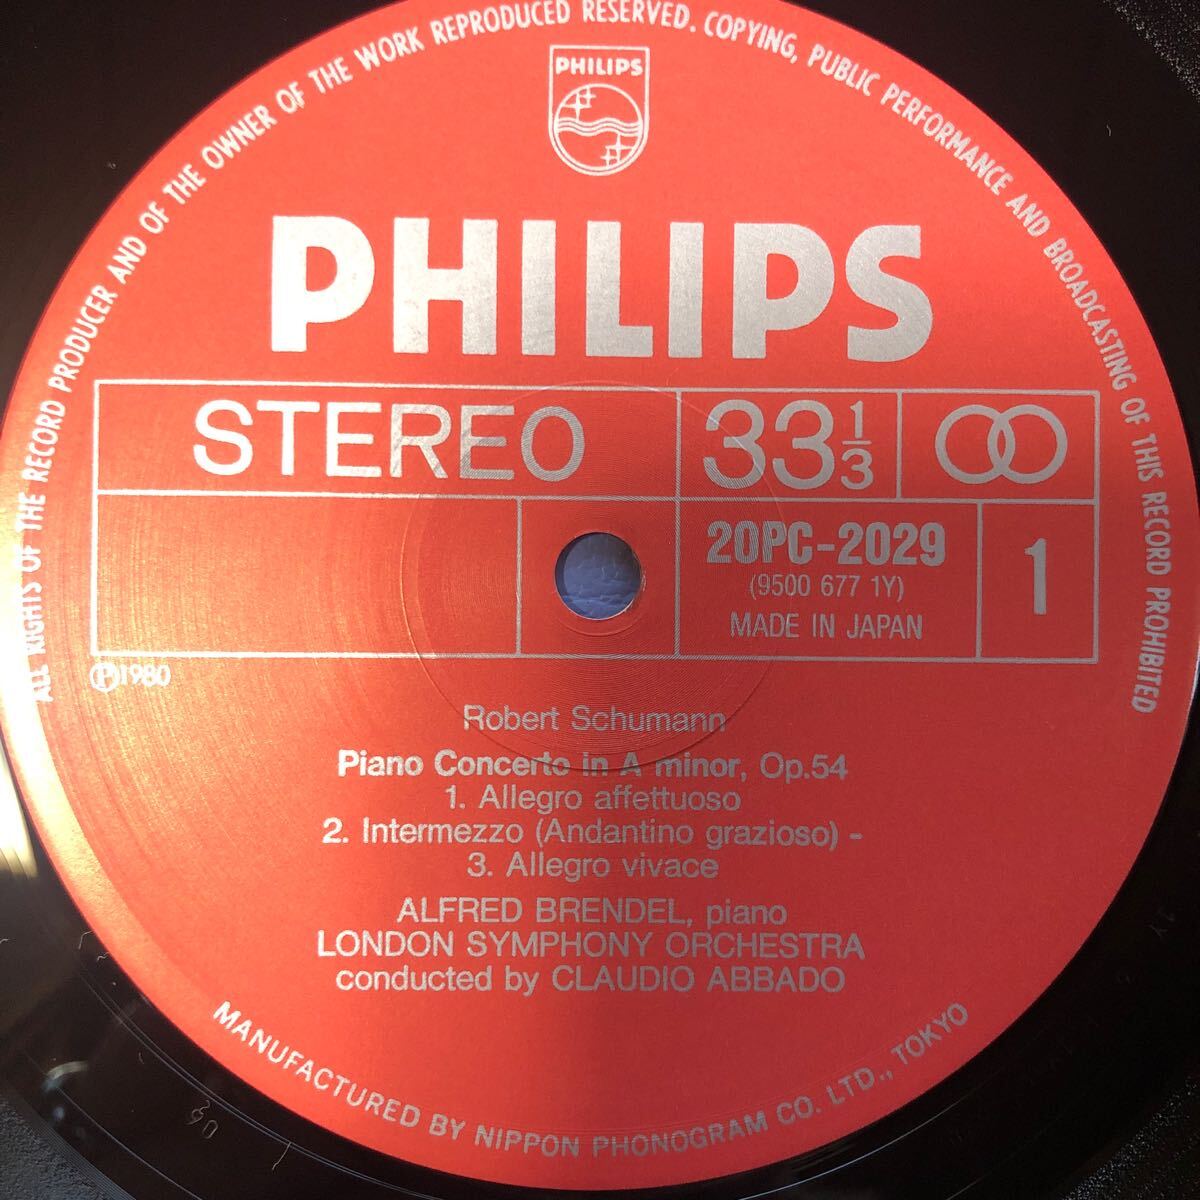 ALL RIGHTS OF THE RECORD PRODUCER AND OF THE OWNER OF THE WORK REPRODUCED RESERVED. COPYING, PUBLIC PERFORMANCE AND BROADCASTING OF THIS RECORD PROHIBITED
PHILIPS
PHILIPS
STEREO
33 1/3
20PC-2029
(9500 677 1Y)
MADE IN JAPAN
1
Ⓟ1980
Robert Schumann
Piano Concerto in A minor, Op.54
1. Allegro affettuoso
2. Intermezzo (Andantino grazioso) -
3. Allegro vivace
ALFRED BRENDEL, piano
LONDON SYMPHONY ORCHESTRA
conducted by CLAUDIO ABBADO
MANUFACTURED BY NIPPON PHONOGRAM CO. LTD., TOKYO